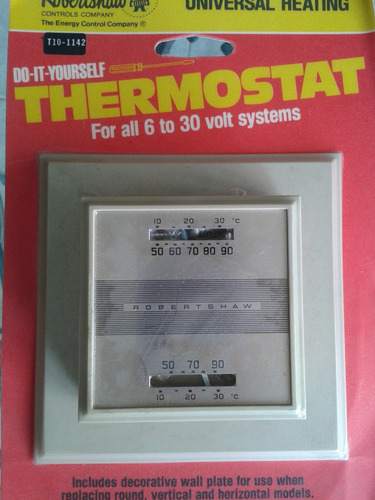 Robertshaw
CONTROLS COMPANY
The Energy Control Company ®
UNIVERSAL HEATING
T10-1142
DO-IT-YOURSELF
THERMOSTAT
For all 6 to 30 volt systems
10 20 30 °C
50 60 70 80 90
ROBERTSHAW
50 70 90
10 20 30 °C
Includes decorative wall plate for use when
replacing round, vertical and horizontal models.